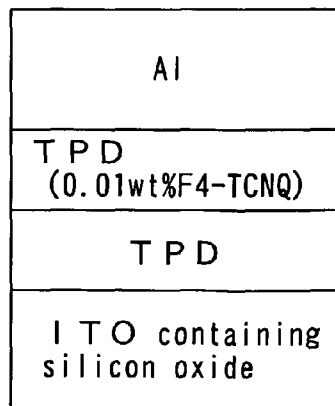 Al
TPD
(0.01wt%F4-TCNQ)
TPD
ITO containing
silicon oxide